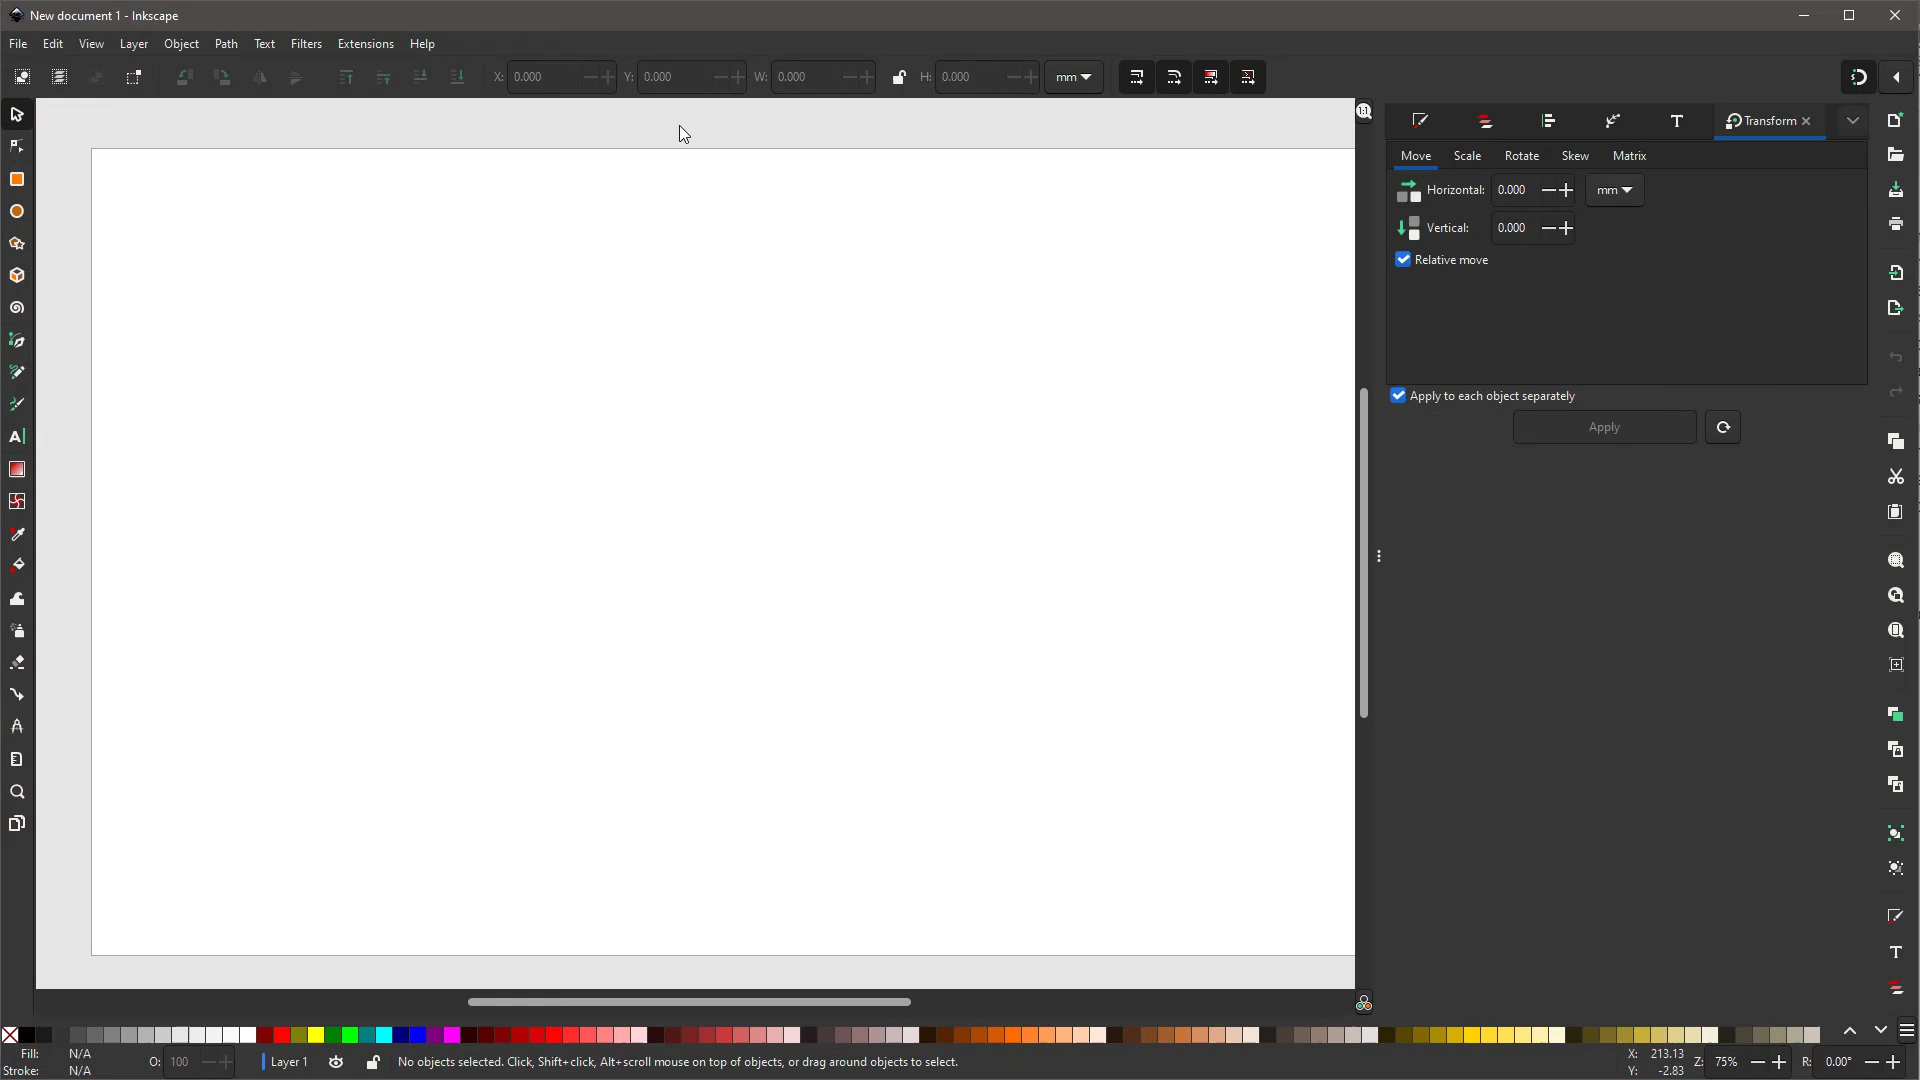 New document 1 - Inkscape
File Edit View Layer Object Path Text Filters Extensions Help
X: 0.000 Y: 0.000 W: 0.000 H: 0.000 mm
1:1
Transform
Move Scale Rotate Skew Matrix
Horizontal: 0.000 mm
Vertical: 0.000
Relative move
Apply to each object separately
Apply
Fill: N/A
Stroke: N/A
O: 100
Layer 1
No objects selected. Click, Shift+click, Alt+scroll mouse on top of objects, or drag around objects to select.
X: 213.13
Y: -2.83
Z: 75%
R: 0.00°